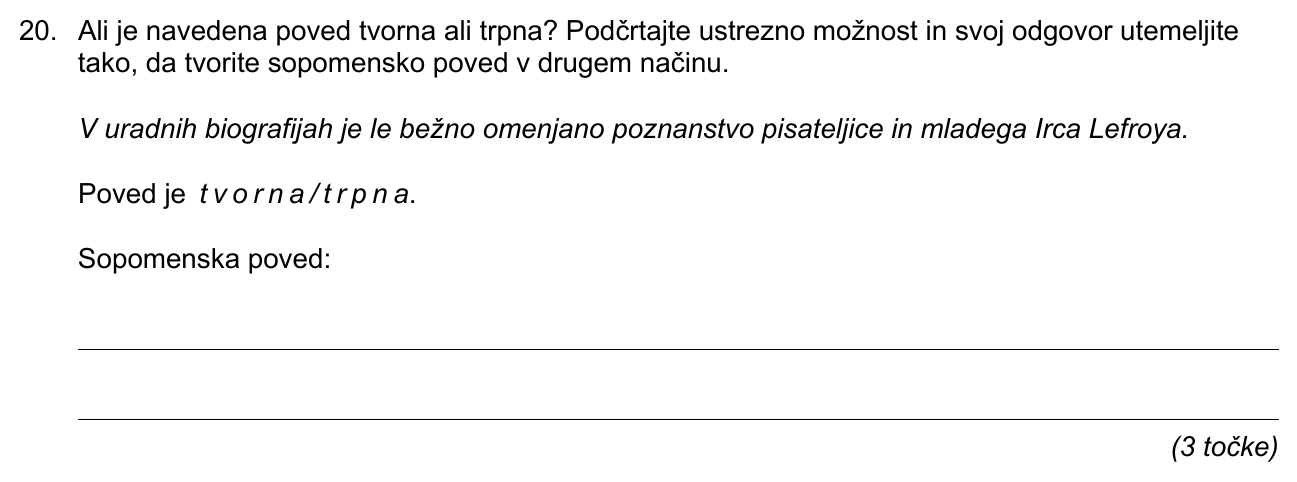 20. Ali je navedena poved tvorna ali trpna? Podčrtajte ustrezno možnost in svoj odgovor utemeljite
tako, da tvorite sopomensko poved v drugem načinu.
V uradnih biografijah je le bežno omenjano poznanstvo pisateljice in mladega Irca Lefroya.
Poved je tvorna/trpna.
Sopomenska poved:
(3 točke)